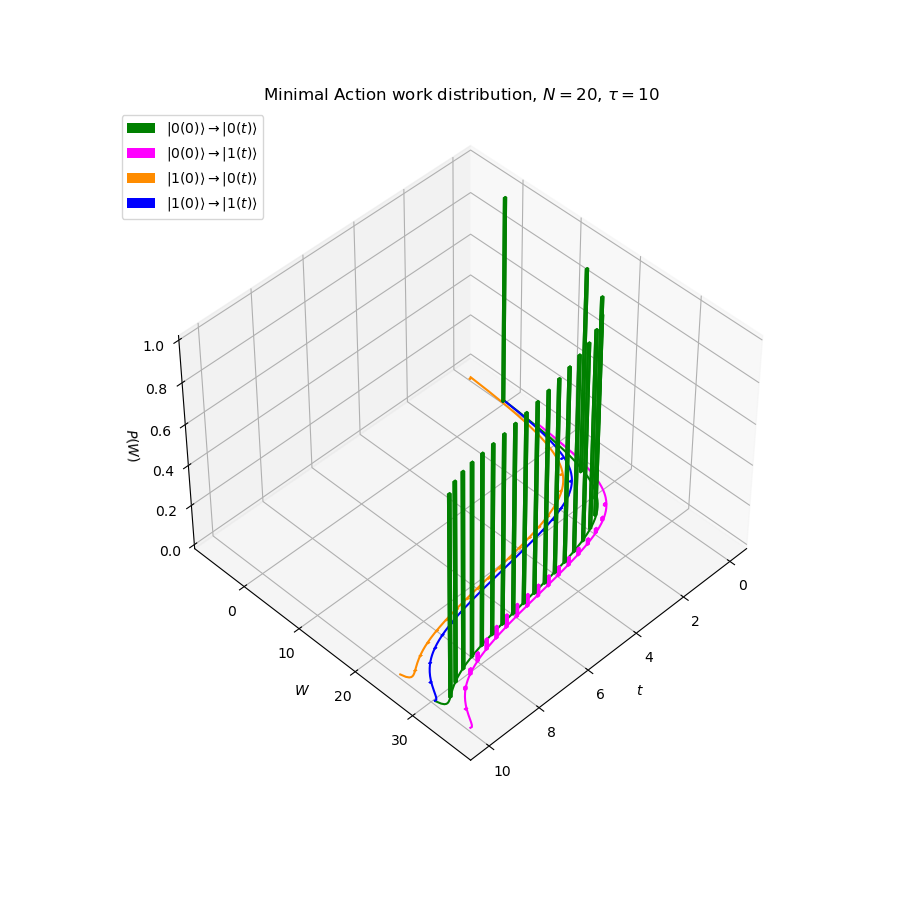 Minimal Action work distribution, $N = 20$, $\tau = 10$
|0(0)⟩ → |0(t)⟩
|0(0)⟩ → |1(t)⟩
|1(0)⟩ → |0(t)⟩
|1(0)⟩ → |1(t)⟩
1.0
0.8
0.6
0.4
0.2
0.0
P(W)
0
10
20
30
W
0
2
4
6
8
10
t